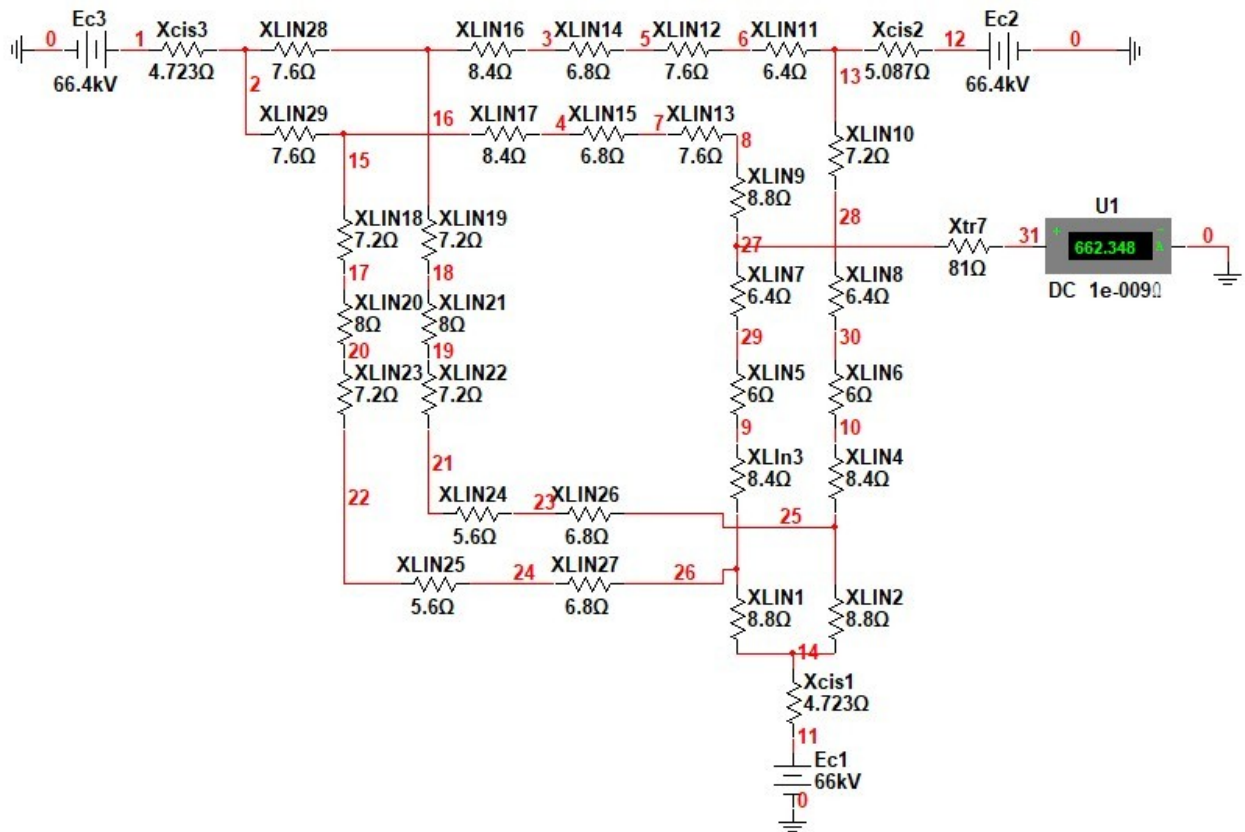 Ec3 Ec2
0 1 Xcis3 XLIN28 XLIN16 3 XLIN14 5 XLIN12 6 XLIN11 Xcis2 12 0
66.4kV 4.723Ω 7.6Ω 8.4Ω 6.8Ω 7.6Ω 6.4Ω 13 5.087Ω 66.4kV
2
XLIN29 16 XLIN17 4 XLIN15 7 XLIN13 8 XLIN10
7.6Ω 15 8.4Ω 6.8Ω 7.6Ω 7.2Ω
XLIN9
8.8Ω
XLIN18 XLIN19 28 Xtr7 31 U1 0
7.2Ω 7.2Ω 27 81Ω + 662.348 A -
17 18 XLIN7 XLIN8 DC 1e-009Ω
6.4Ω 6.4Ω
XLIN20 XLIN21
8Ω 8Ω
20 19 29 30
XLIN23 XLIN22 XLIN5 XLIN6
7.2Ω 7.2Ω 6Ω 6Ω
9 10
21 XLIn3 XLIN4
22 8.4Ω 8.4Ω
XLIN24 23 XLIN26 25
5.6Ω 6.8Ω
XLIN25 24 XLIN27 26
5.6Ω 6.8Ω
XLIN1 XLIN2
8.8Ω 8.8Ω
14
Xcis1
4.723Ω
11
Ec1
66kV
0